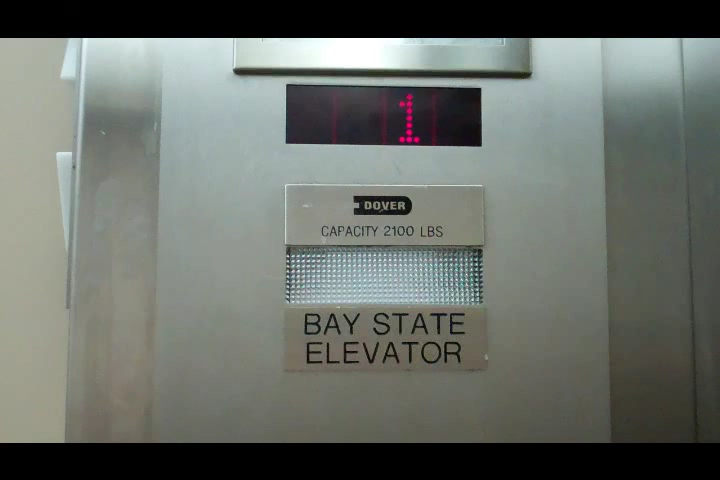 1
DOVER
CAPACITY 2100 LBS
BAY STATE
ELEVATOR